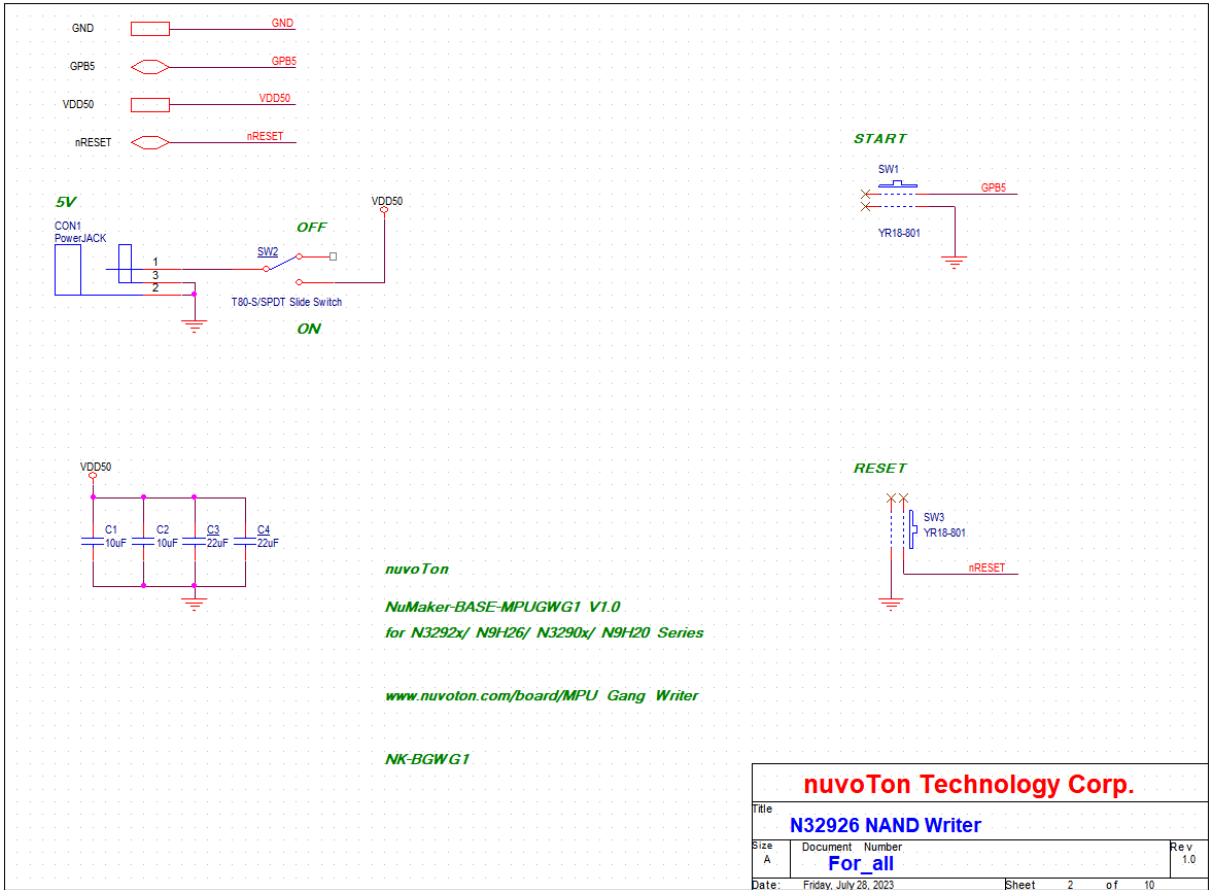 GND GND
GPB5 GPB5
VDD50 VDD50
nRESET nRESET
START
SW1
GPB5
YR18-801
5V
CON1
PowerJACK
1
3
2
OFF
SW2
VDD50
T80-S/SPDT Slide Switch
ON
VDD50
C1
10uF
C2
10uF
C3
22uF
C4
22uF
RESET
SW3
YR18-801
nRESET
nuvoTon
NuMaker-BASE-MPUGWG1 V1.0
for N3292x/ N9H26/ N3290x/ N9H20 Series
www.nuvoton.com/board/MPU Gang Writer
NK-BGWG1
nuvoTon Technology Corp.
Title
N32926 NAND Writer
Size
A
Document Number
For_all
Rev
1.0
Date: Friday, July 28, 2023 Sheet 2 of 10